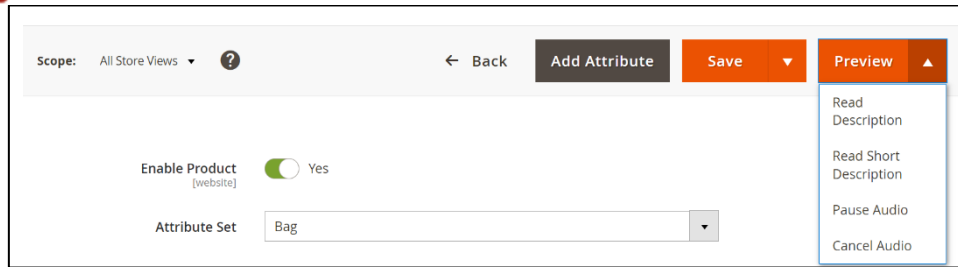 Scope: All Store Views ? ← Back Add Attribute Save Preview
Read
Description
Enable Product Yes
[website]
Read Short
Description
Pause Audio
Attribute Set Bag
Cancel Audio